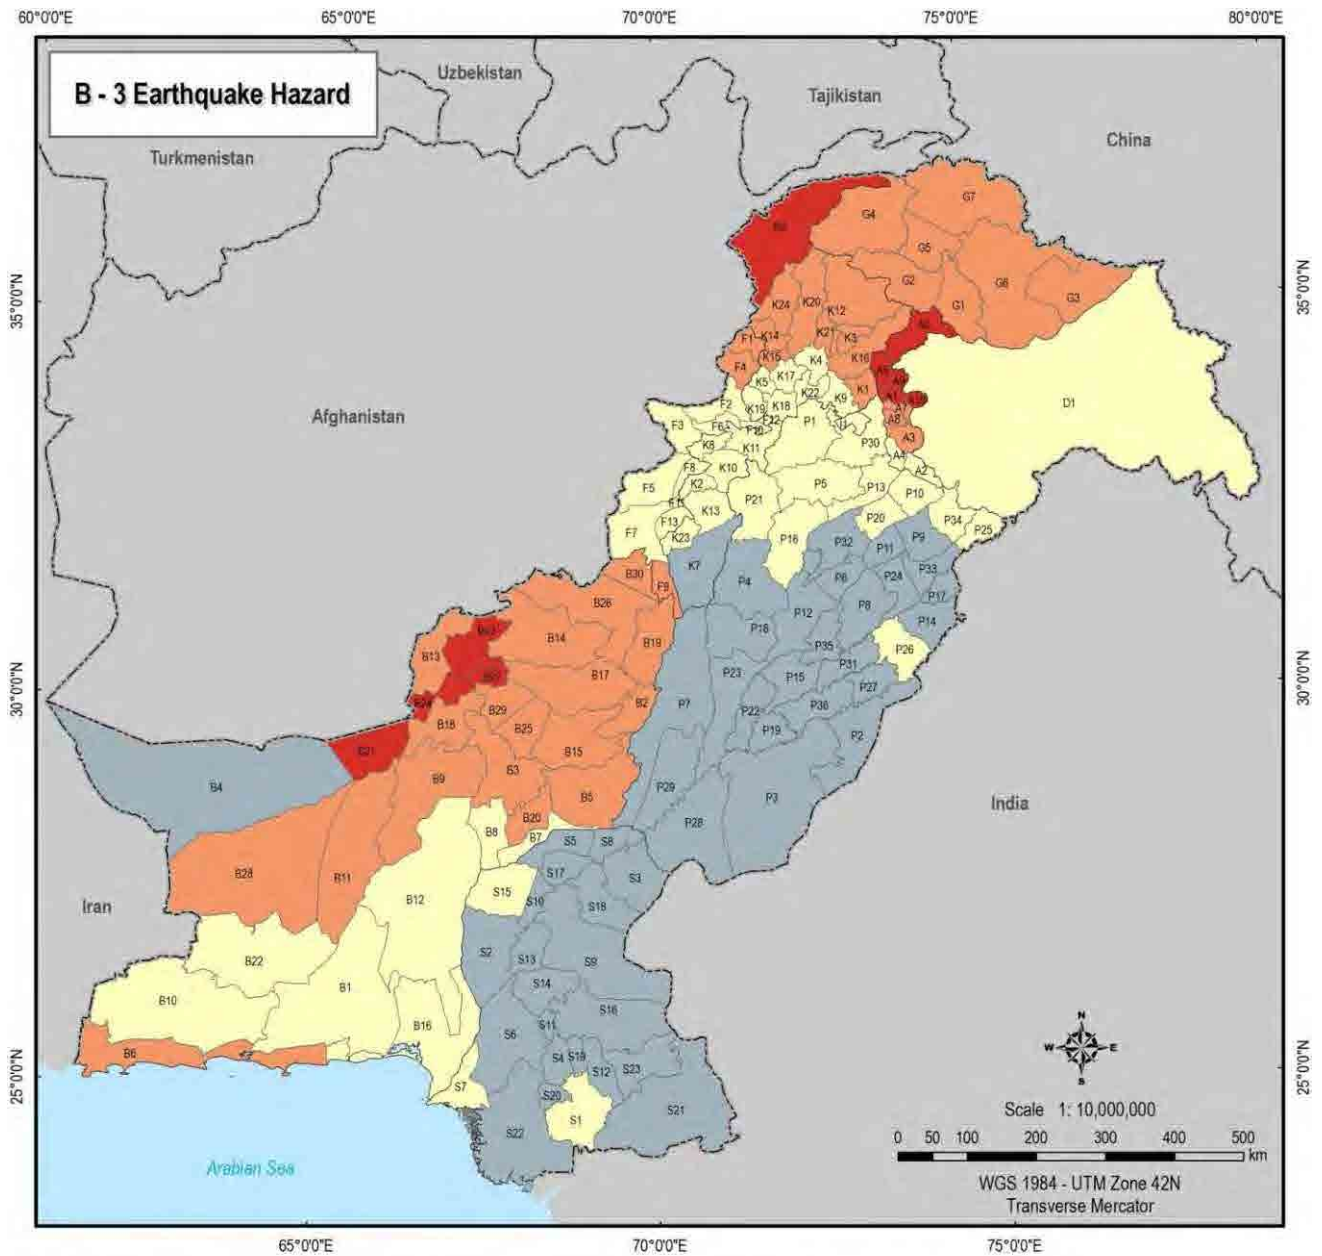 60°0'0"E 65°0'0"E 70°0'0"E 75°0'0"E 80°0'0"E
B - 3 Earthquake Hazard
Uzbekistan
Tajikistan
Turkmenistan
China
G7
G4
G5
G2 G6
35°0'0"N
G1 G3
35°0'0"N
K24 K20 K12
F1 K14 K21 K3
K15 K16
F4 K4
K5 K17 K1
K22 K9
Afghanistan
F2 K19 K18
D1
F3 F6 P1
A8
K8 K11 P30 A3
A4
F8 K10 A2
F5 K2 P5 P13 P10
P21
F13 K13
F7 K23 P16 P20 P34 P25
P32 P11 P9
B30 F9 K7 P4 P6 P24 P33
B26 P12 P8 P17
B14 B19 P18 P14
B13 P35 P26
P31
B17 P23 P15 P27
30°0'0"N
B2 P7
30°0'0"N
B18 B29 P22 P36
B25 P19 P2
B21 B15
B4 B9 B3 P29 P3
B5
India
B20 P28
B8 B7 S5 S8
B28 B11 S17 S3
Iran
B12 S15 S10 S18
B22 S2 S13 S9
B10 B1 S14
B16 S6 S11 S16
N
W E
S
B6 S4 S19 S12 S23
25°0'0"N
S7 S20
25°0'0"N
S1 S21
S22
Scale 1: 10,000,000
0 50 100 200 300 400 500
km
Arabian Sea
WGS 1984 - UTM Zone 42N
Transverse Mercator
65°0'0"E 70°0'0"E 75°0'0"E